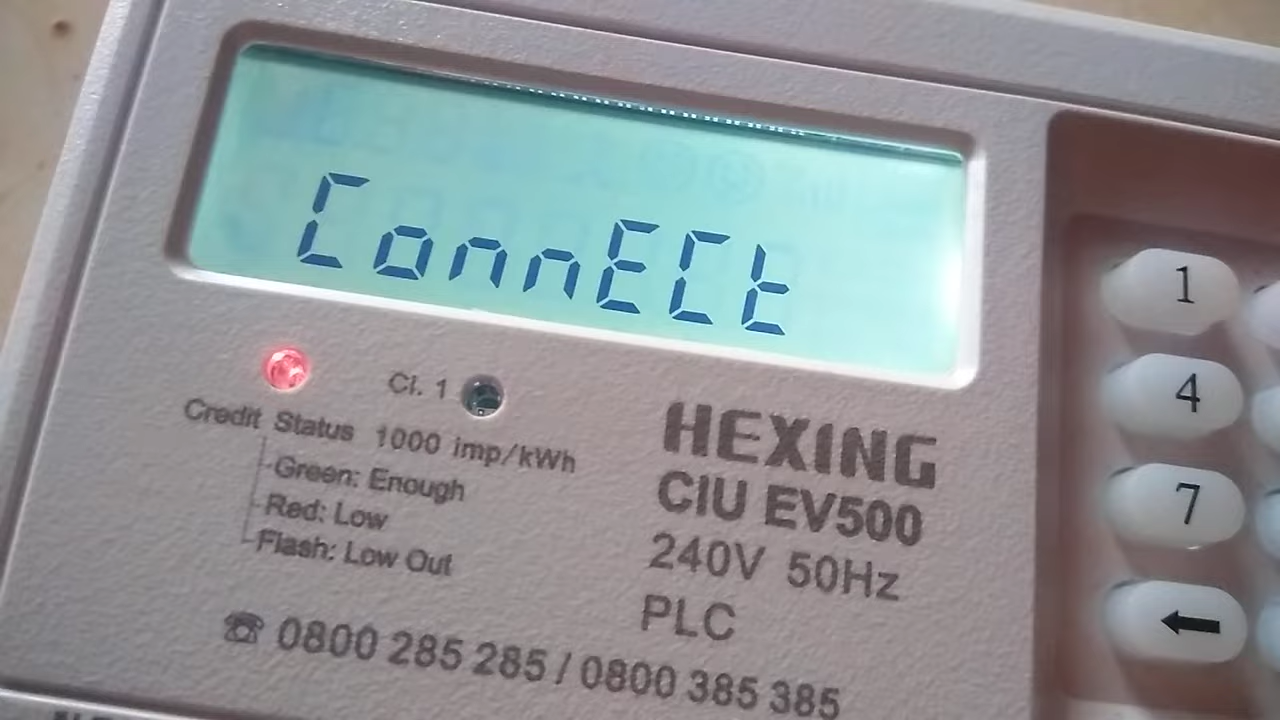 ConnECt
Cl. 1
Credit Status 1000 imp/kWh
Green: Enough
Red: Low
Flash: Low Out
HEXING
CIU EV500
240V 50Hz
PLC
☎ 0800 285 285 / 0800 385 385
1
4
7
←